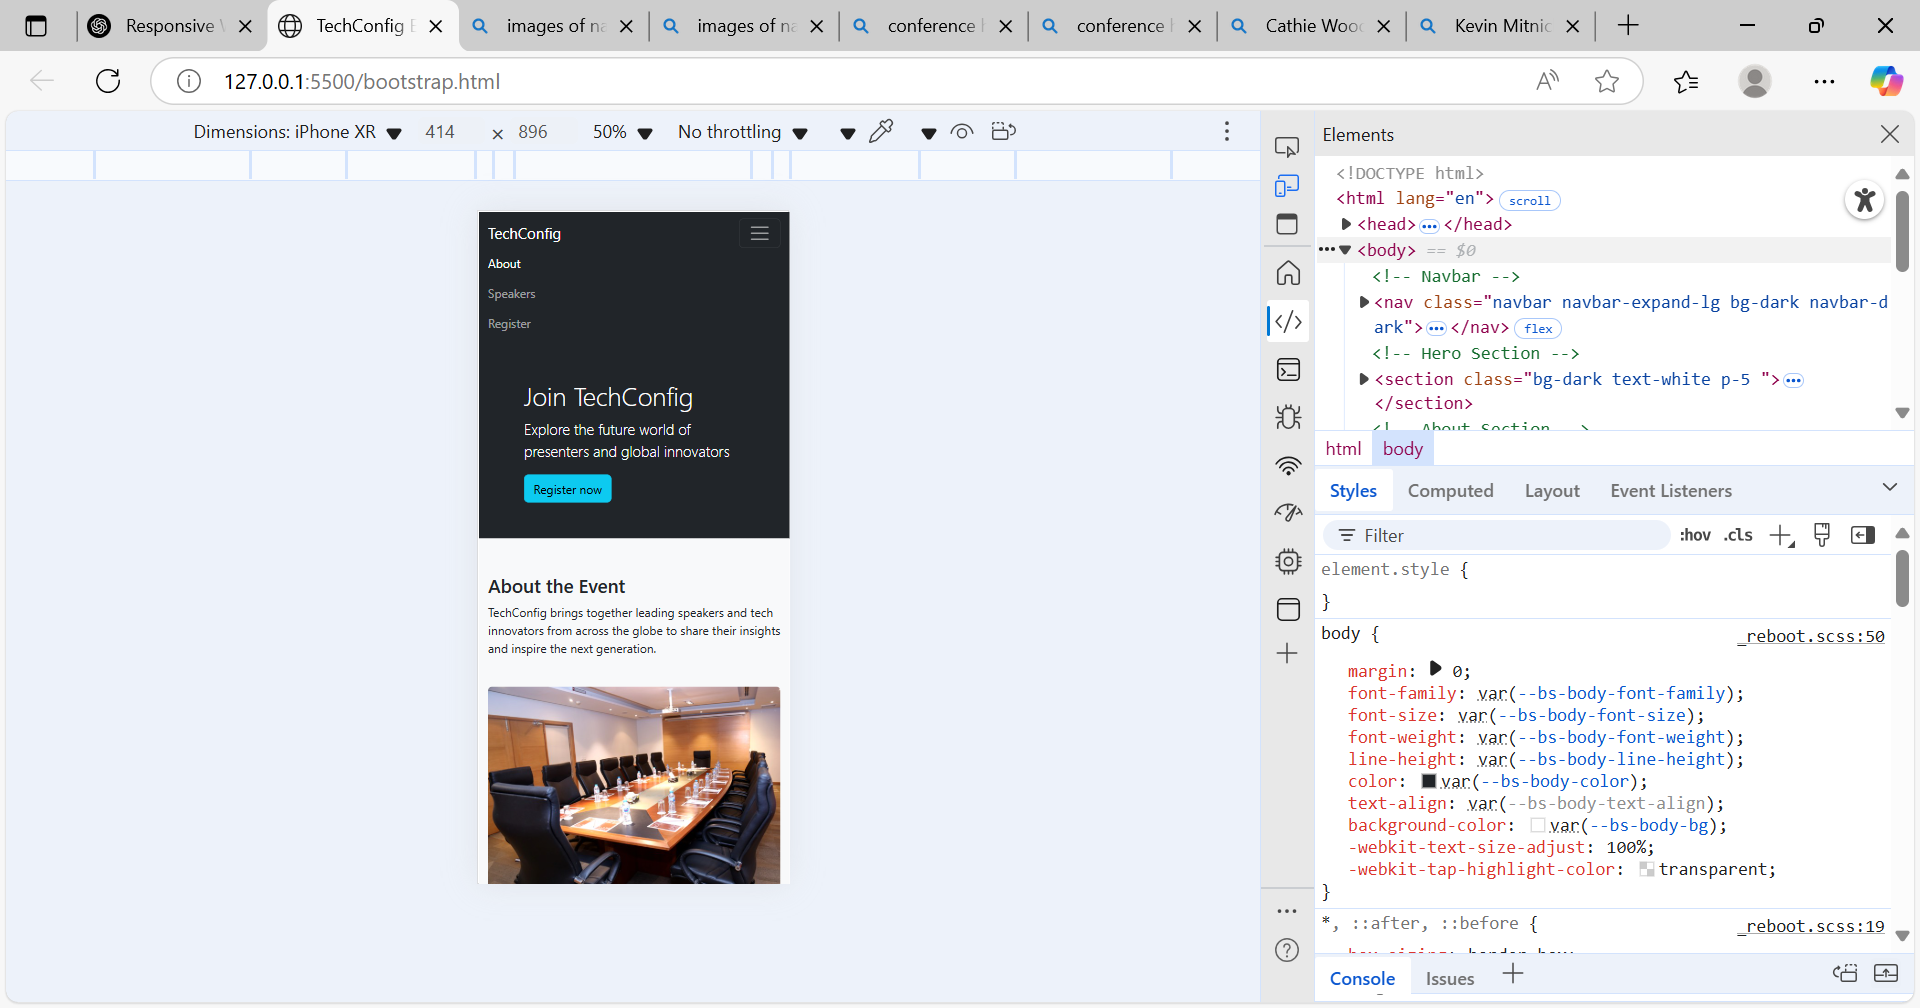 Responsive
TechConfig E
images of na
images of na
conference h
conference h
Cathie Wood
Kevin Mitnic
127.0.0.1:5500/bootstrap.html
Dimensions: iPhone XR
414
×
896
50%
No throttling
TechConfig
About
Speakers
Register
Join TechConfig
Explore the future world of
presenters and global innovators
Register now
About the Event
TechConfig brings together leading speakers and tech
innovators from across the globe to share their insights
and inspire the next generation.
Elements
<!DOCTYPE html>
<html lang="en"> scroll
<head>…</head>
…<body> == $0
<!-- Navbar -->
<nav class="navbar navbar-expand-lg bg-dark navbar-d
ark">…</nav> flex
<!-- Hero Section -->
<section class="bg-dark text-white p-5 ">…
</section>
<!-- About Section -->
html body
Styles Computed Layout Event Listeners
Filter :hov .cls
element.style {
}
body { _reboot.scss:50
margin: 0;
font-family: var(--bs-body-font-family);
font-size: var(--bs-body-font-size);
font-weight: var(--bs-body-font-weight);
line-height: var(--bs-body-line-height);
color: var(--bs-body-color);
text-align: var(--bs-body-text-align);
background-color: var(--bs-body-bg);
-webkit-text-size-adjust: 100%;
-webkit-tap-highlight-color: transparent;
}
*, ::after, ::before { _reboot.scss:19
box-sizing: border-box;
Console Issues